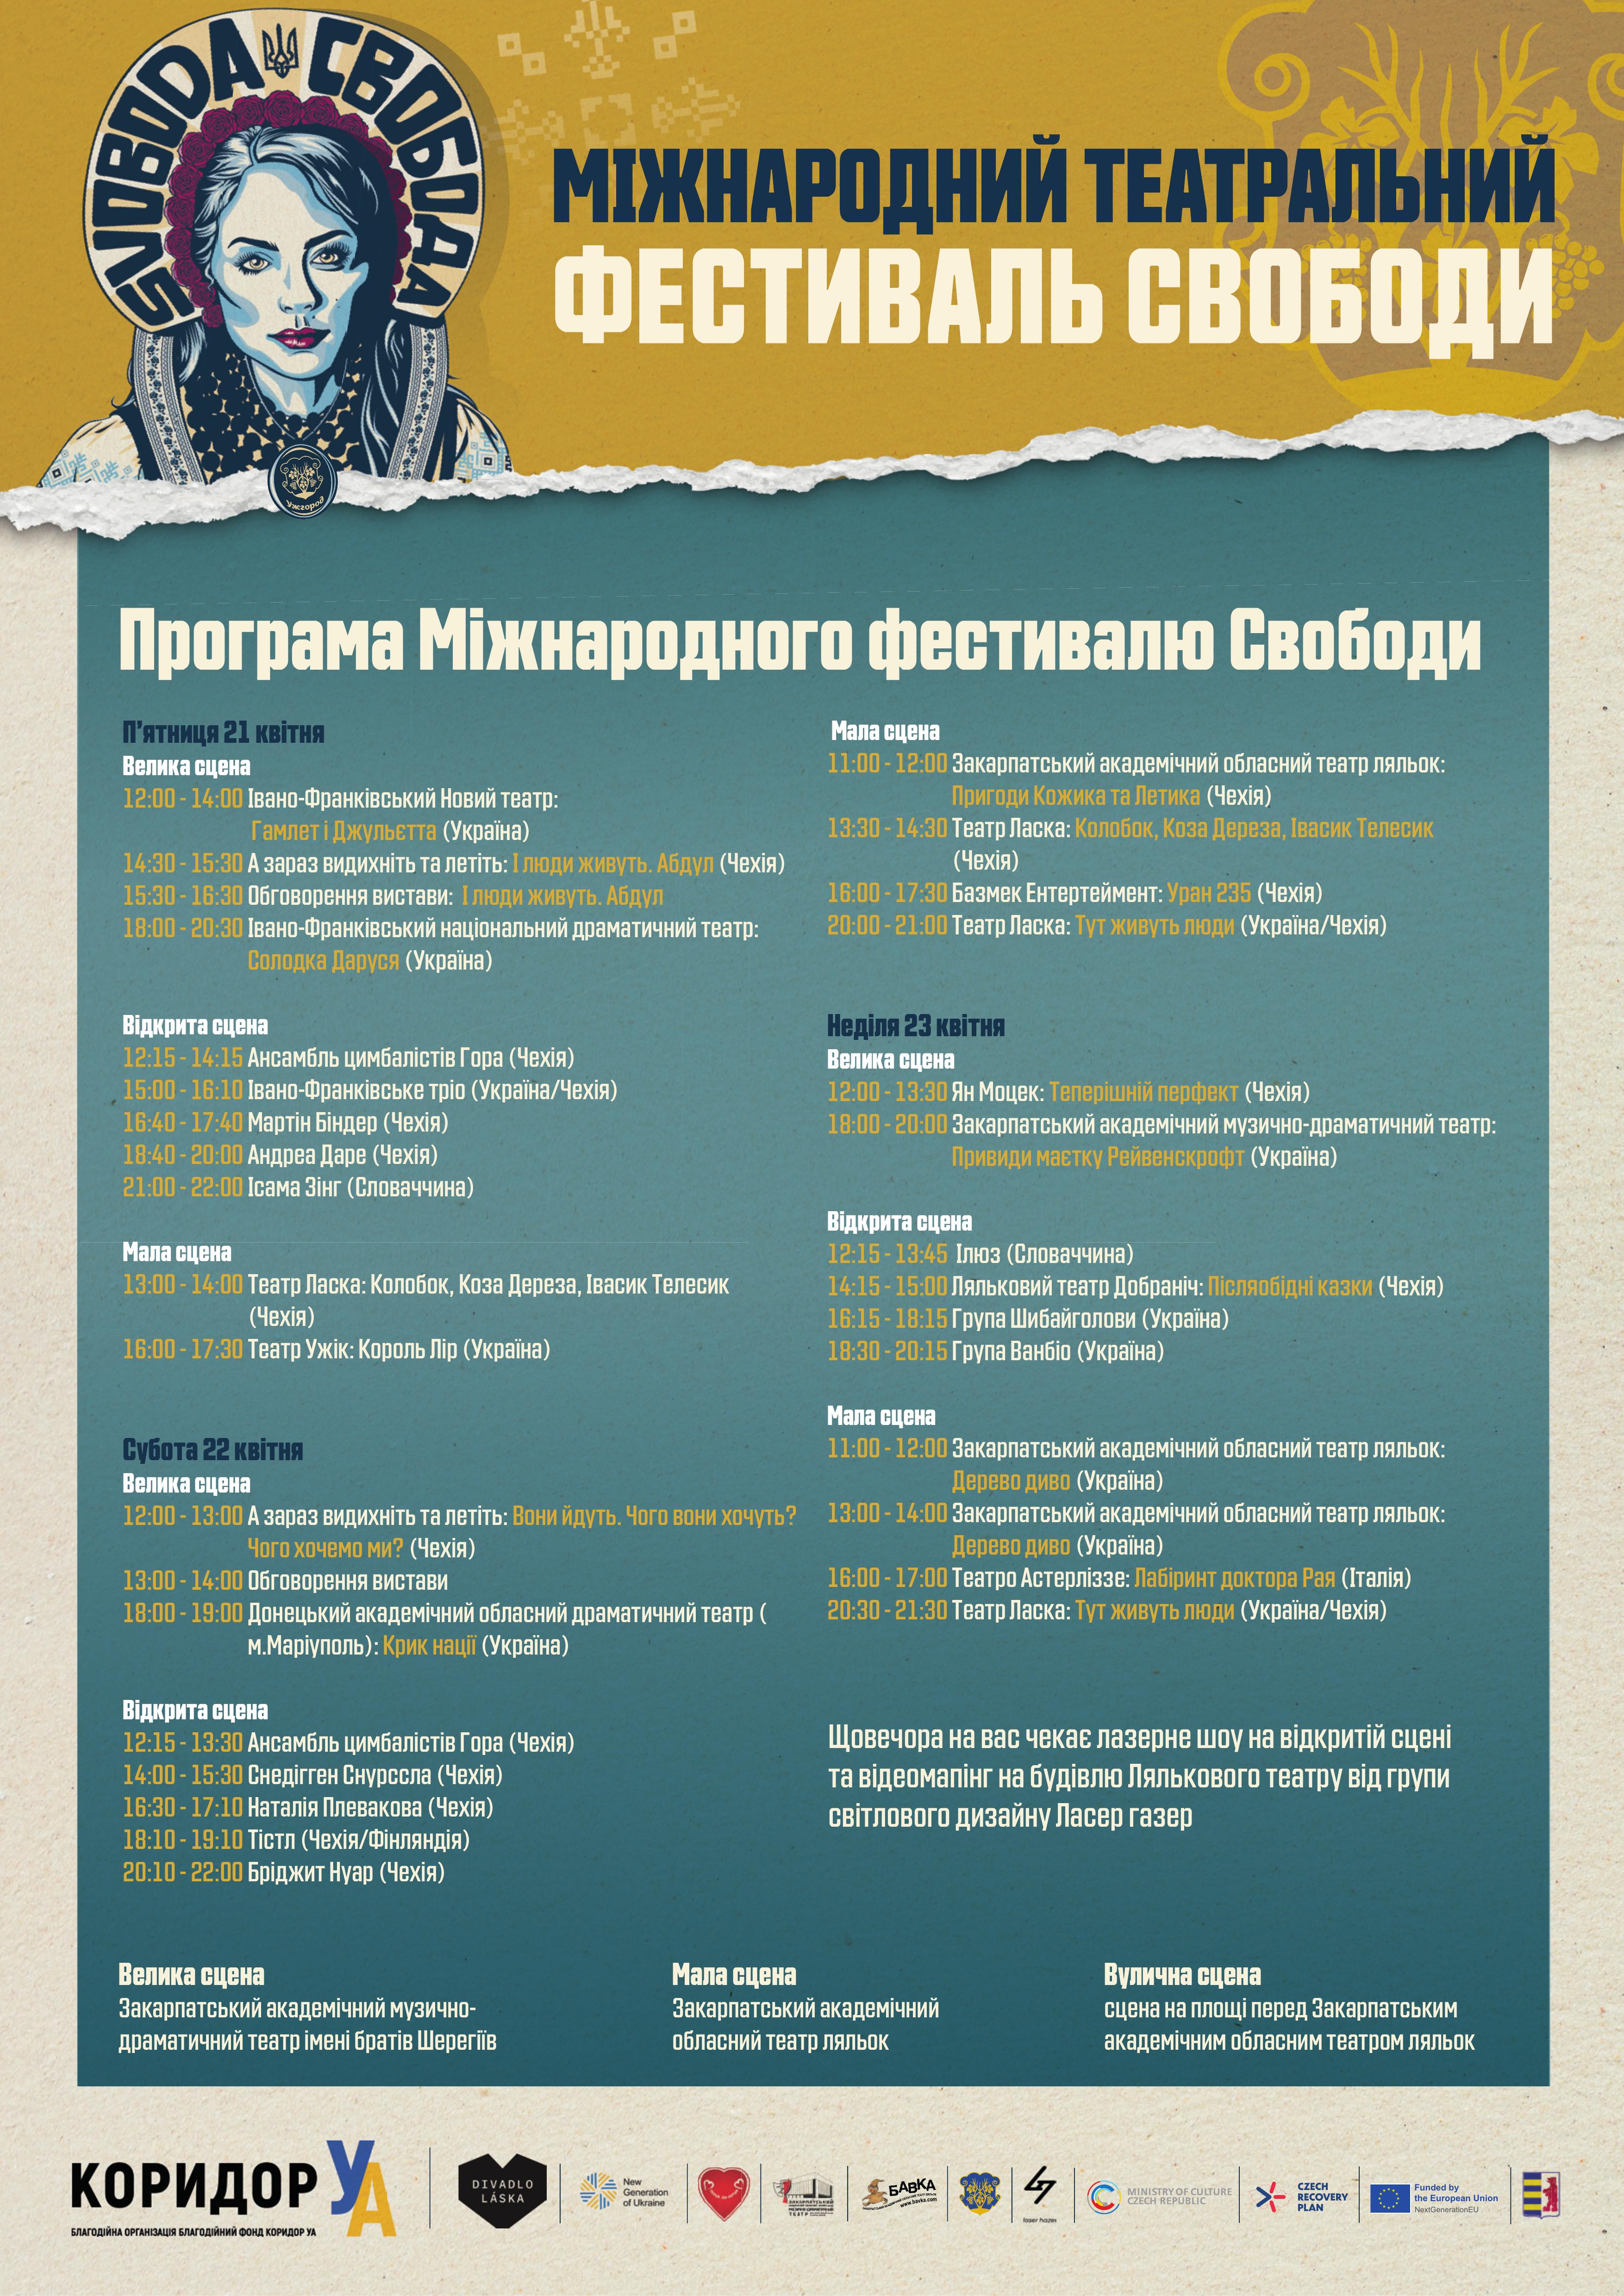 SVOBODA СВОБОДА
МІЖНАРОДНИЙ ТЕАТРАЛЬНИЙ
ФЕСТИВАЛЬ СВОБОДИ
Ужгород
Програма Міжнародного фестивалю Свободи
П'ятниця 21 квітня
Велика сцена
12:00 - 14:00 Івано-Франківський Новий театр:
Гамлет і Джульєтта (Україна)
14:30 - 15:30 А зараз видихніть та летіть: І люди живуть. Абдул (Чехія)
15:30 - 16:30 Обговорення вистави: І люди живуть. Абдул
18:00 - 20:30 Івано-Франківський національний драматичний театр:
Солодка Даруся (Україна)
Відкрита сцена
12:15 - 14:15 Ансамбль цимбалістів Гора (Чехія)
15:00 - 16:10 Івано-Франківське тріо (Україна/Чехія)
16:40 - 17:40 Мартін Біндер (Чехія)
18:40 - 20:00 Андреа Даре (Чехія)
21:00 - 22:00 Ісама Зінг (Словаччина)
Мала сцена
13:00 - 14:00 Театр Ласка: Колобок, Коза Дереза, Івасик Телесик
(Чехія)
16:00 - 17:30 Театр Ужік: Король Лір (Україна)
Субота 22 квітня
Велика сцена
12:00 - 13:00 А зараз видихніть та летіть: Вони йдуть. Чого вони хочуть?
Чого хочемо ми? (Чехія)
13:00 - 14:00 Обговорення вистави
18:00 - 19:00 Донецький академічний обласний драматичний театр (
м.Маріуполь): Крик нації (Україна)
Відкрита сцена
12:15 - 13:30 Ансамбль цимбалістів Гора (Чехія)
14:00 - 15:30 Снедігген Снурссла (Чехія)
16:30 - 17:10 Наталія Плевакова (Чехія)
18:10 - 19:10 Тістл (Чехія/Фінляндія)
20:10 - 22:00 Бріджит Нуар (Чехія)
Мала сцена
11:00 - 12:00 Закарпатський академічний обласний театр ляльок:
Пригоди Кожика та Летика (Чехія)
13:30 - 14:30 Театр Ласка: Колобок, Коза Дереза, Івасик Телесик
(Чехія)
16:00 - 17:30 Базмек Ентертеймент: Уран 235 (Чехія)
20:00 - 21:00 Театр Ласка: Тут живуть люди (Україна/Чехія)
Неділя 23 квітня
Велика сцена
12:00 - 13:30 Ян Моцек: Теперішній перфект (Чехія)
18:00 - 20:00 Закарпатський академічний музично-драматичний театр:
Привиди маєтку Рейвенскрофт (Україна)
Відкрита сцена
12:15 - 13:45 Ілюз (Словаччина)
14:15 - 15:00 Ляльковий театр Добраніч: Післяобідні казки (Чехія)
16:15 - 18:15 Група Шибайголови (Україна)
18:30 - 20:15 Група Ванбіо (Україна)
Мала сцена
11:00 - 12:00 Закарпатський академічний обласний театр ляльок:
Дерево диво (Україна)
13:00 - 14:00 Закарпатський академічний обласний театр ляльок:
Дерево диво (Україна)
16:00 - 17:00 Театро Астерліззе: Лабіринт доктора Рая (Італія)
20:30 - 21:30 Театр Ласка: Тут живуть люди (Україна/Чехія)
Щовечора на вас чекає лазерне шоу на відкритій сцені
та відеомапінг на будівлю Лялькового театру від групи
світлового дизайну Ласер газер
Велика сцена
Закарпатський академічний музично-
драматичний театр імені братів Шерегіїв
Мала сцена
Закарпатський академічний
обласний театр ляльок
Вулична сцена
сцена на площі перед Закарпатським
академічним обласним театром ляльок
КОРИДОР УА
БЛАГОДІЙНА ОРГАНІЗАЦІЯ БЛАГОДІЙНИЙ ФОНД КОРИДОР УА
DIVADLO
LÁSKA
New
Generation
of Ukraine
ЗАКАРПАТСЬКИЙ
ТЕАТР
БАВКА
www.bavka.com
laser hazer
MINISTRY OF CULTURE
CZECH REPUBLIC
CZECH
RECOVERY
PLAN
Funded by
the European Union
NextGenerationEU